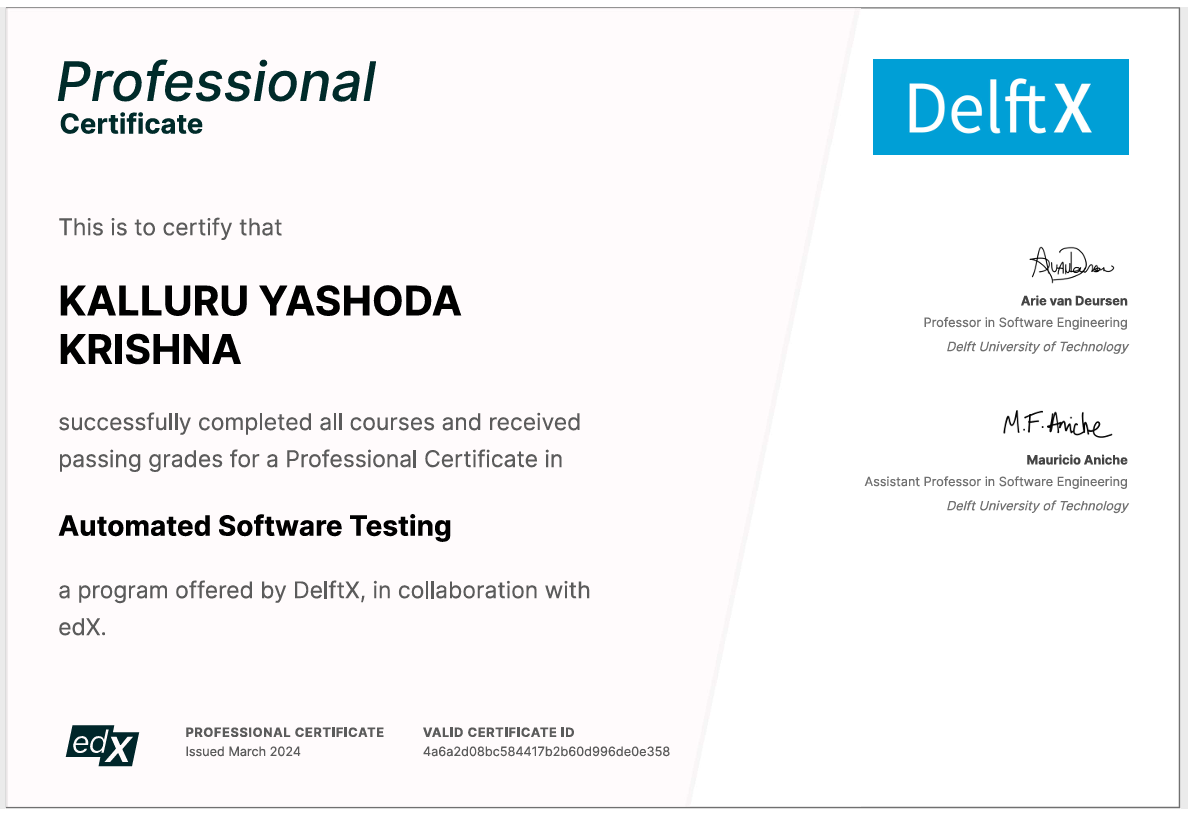 Professional
Certificate
DelftX
This is to certify that
KALLURU YASHODA
KRISHNA
successfully completed all courses and received
passing grades for a Professional Certificate in
Automated Software Testing
a program offered by DelftX, in collaboration with
edX.
Arie van Deursen
Professor in Software Engineering
Delft University of Technology
M.F. Aniche
Mauricio Aniche
Assistant Professor in Software Engineering
Delft University of Technology
edX
PROFESSIONAL CERTIFICATE
Issued March 2024
VALID CERTIFICATE ID
4a6a2d08bc584417b2b60d996de0e358